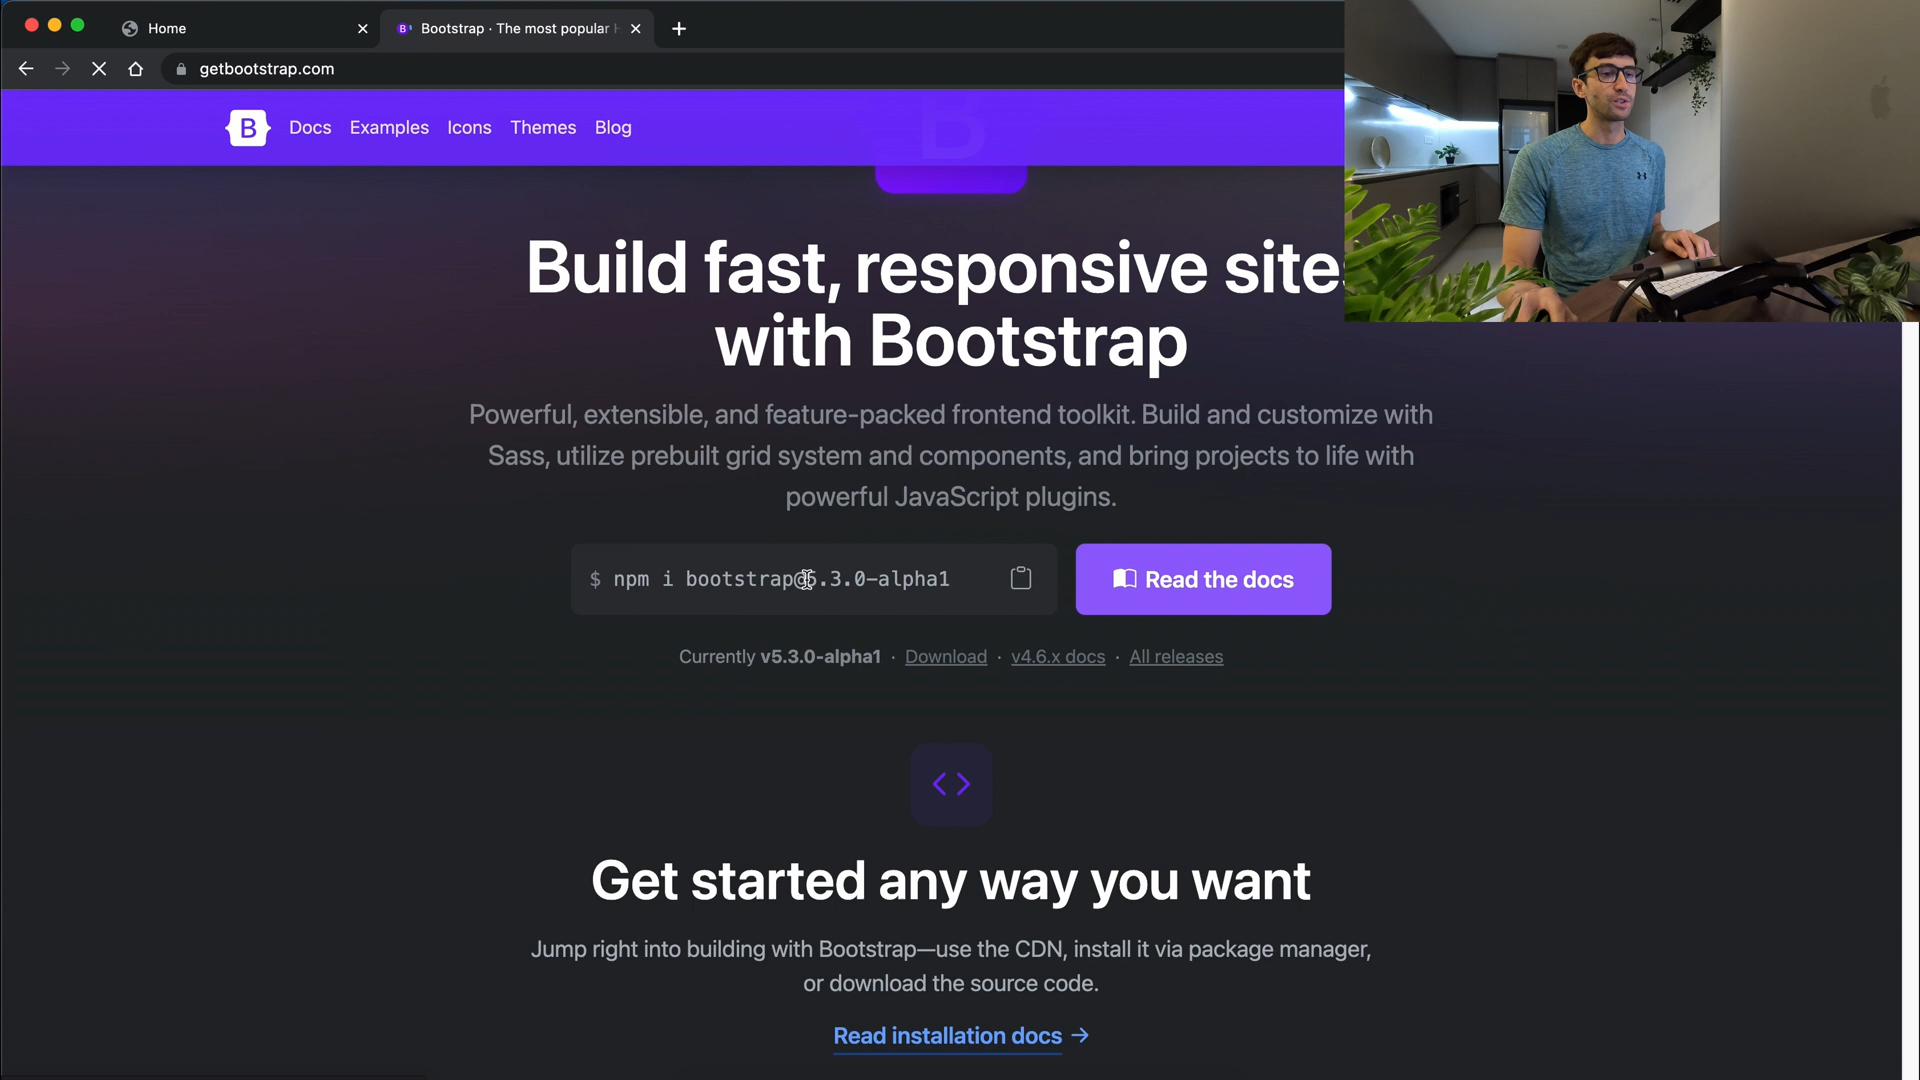 Home
Bootstrap · The most popular
getbootstrap.com
B Docs Examples Icons Themes Blog
B
Build fast, responsive sites
with Bootstrap
Powerful, extensible, and feature-packed frontend toolkit. Build and customize with
Sass, utilize prebuilt grid system and components, and bring projects to life with
powerful JavaScript plugins.
$ npm i bootstrap@5.3.0-alpha1
Read the docs
Currently v5.3.0-alpha1 · Download · v4.6.x docs · All releases
Get started any way you want
Jump right into building with Bootstrap—use the CDN, install it via package manager,
or download the source code.
Read installation docs →